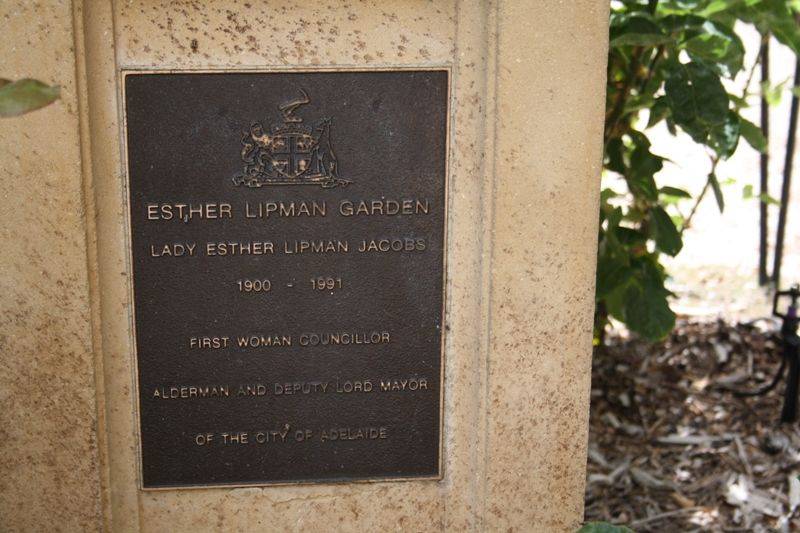 ESTHER LIPMAN GARDEN
LADY ESTHER LIPMAN JACOBS
1900 - 1991
FIRST WOMAN COUNCILLOR
ALDERMAN AND DEPUTY LORD MAYOR
OF THE CITY OF ADELAIDE